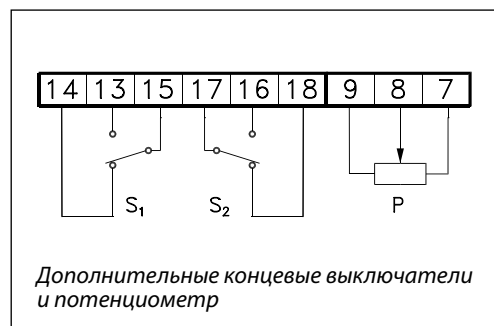 14 13 15 17 16 18 9 8 7
S₁ S₂ P
Дополнительные концевые выключатели
и потенциометр